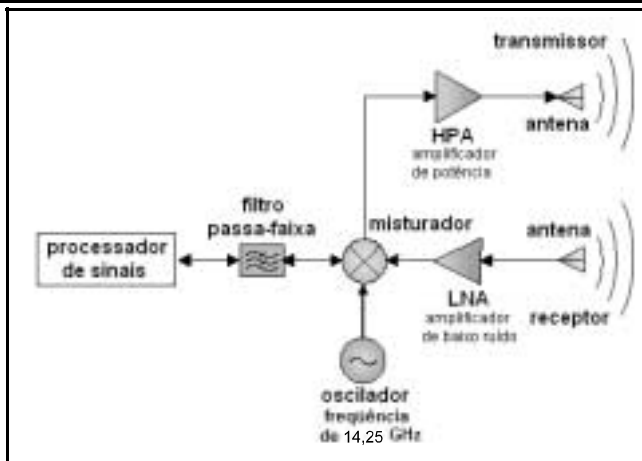 transmissor
HPA
amplificador
de potência
antena
filtro
passa-faixa
misturador
antena
processador
de sinais
LNA
amplificador
de baixo ruído
receptor
oscilador
freqüência
de 14,25 GHz